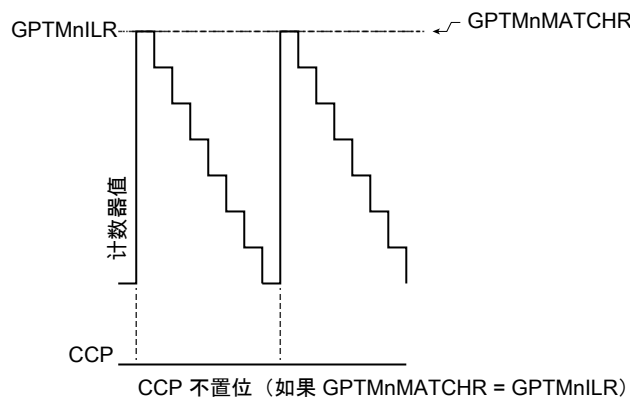 GPTMnILR
GPTMnMATCHR
计数器值
CCP
CCP 不置位（如果 GPTMnMATCHR = GPTMnILR）